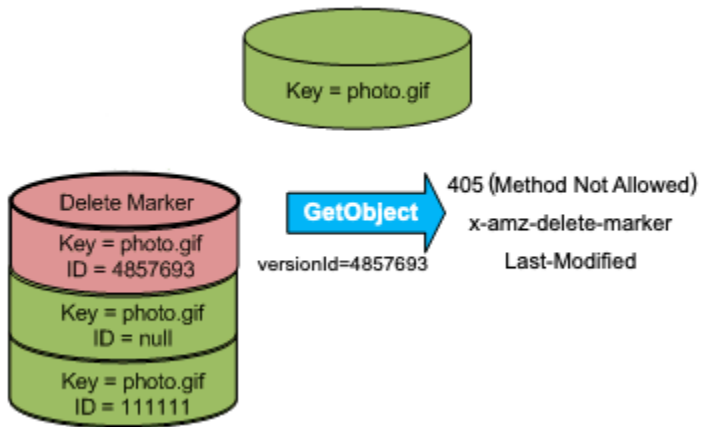 Key = photo.gif
Delete Marker
Key = photo.gif
ID = 4857693
Key = photo.gif
ID = null
Key = photo.gif
ID = 111111
GetObject
versionId=4857693
405 (Method Not Allowed)
x-amz-delete-marker
Last-Modified